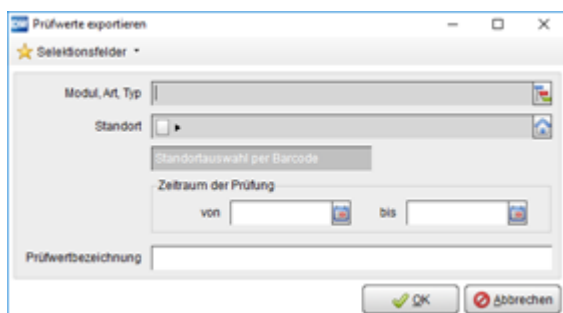 Prüfwerte exportieren
Selektionsfelder
Modul, Art, Typ
Standort
Standortauswahl per Barcode
Zeitraum der Prüfung
von bis
Prüfwertbezeichnung
OK Abbrechen